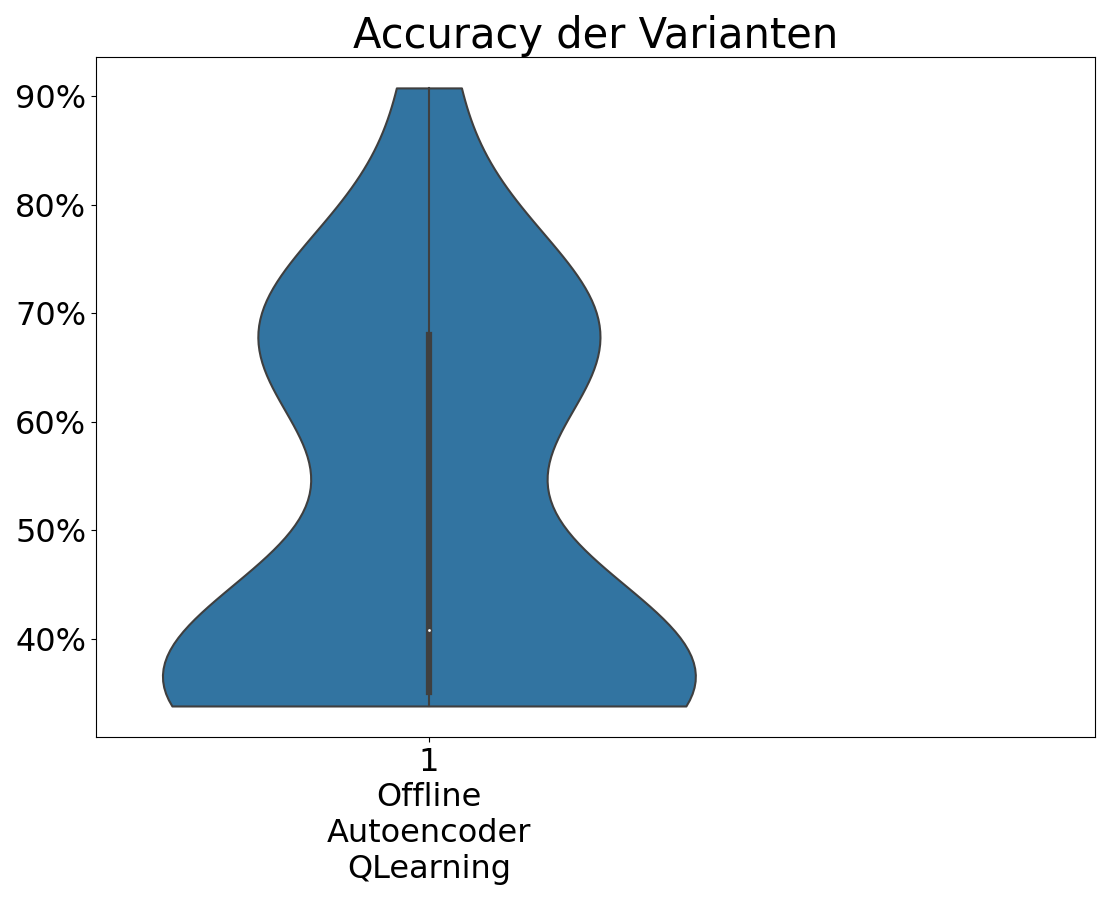 Accuracy der Varianten
90%
80%
70%
60%
50%
40%
1
Offline
Autoencoder
QLearning